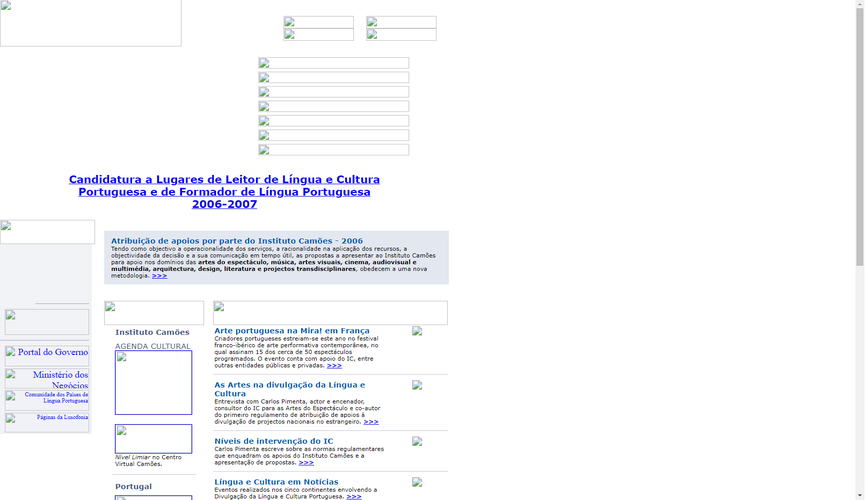 Candidatura a Lugares de Leitor de Língua e Cultura
Portuguesa e de Formador de Língua Portuguesa
2006-2007
Atribuição de apoios por parte do Instituto Camões - 2006
Tendo como objectivo a operacionalidade dos serviços, a racionalidade na aplicação dos recursos, a
objectividade da decisão e a sua comunicação em tempo útil, as propostas a apresentar ao Instituto Camões
para apoio nos domínios das artes do espectáculo, música, artes visuais, cinema, audiovisual e
multimédia, arquitectura, design, literatura e projectos transdisciplinares, obedecem a uma nova
metodologia. >>>
Portal do Governo
Ministério dos
Negócios
Comunidade dos Países de
Língua Portuguesa
Páginas da Lusofonia
Instituto Camões
AGENDA CULTURAL
Nível Limiar no Centro
Virtual Camões.
Portugal
Arte portuguesa na Mira! em França
Criadores portugueses estreiam-se este ano no festival
franco-ibérico de arte performativa contemporânea, no
qual assinam 15 dos cerca de 50 espectáculos
programados. O evento conta com apoio do IC, entre
outras entidades públicas e privadas. >>>
As Artes na divulgação da Língua e
Cultura
Entrevista com Carlos Pimenta, actor e encenador,
consultor do IC para as Artes do Espectáculo e co-autor
do primeiro regulamento de atribuição de apoios à
divulgação de projectos nacionais no estrangeiro. >>>
Níveis de intervenção do IC
Carlos Pimenta escreve sobre as normas regulamentares
que enquadram os apoios do Instituto Camões e a
apresentação de propostas. >>>
Língua e Cultura em Notícias
Eventos realizados nos cinco continentes envolvendo a
Divulgação da Língua e Cultura Portuguesa. >>>